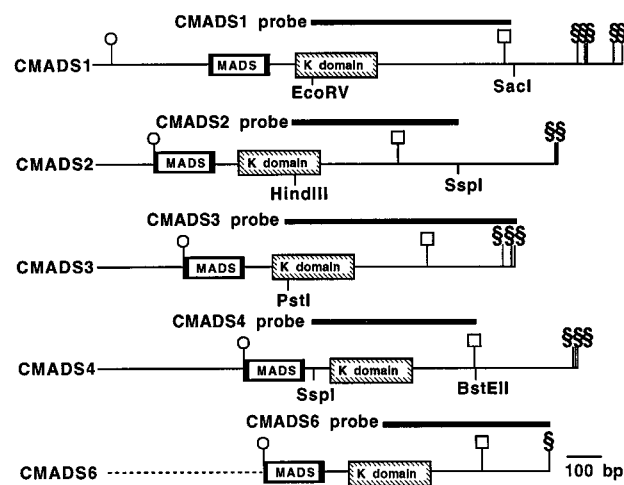 CMADS1 probe
§§§ §§
CMADS1
MADS
K domain
EcoRV
SacI
CMADS2 probe
§§
CMADS2
MADS
K domain
HindIII
SspI
CMADS3 probe
§§§
CMADS3
MADS
K domain
PstI
CMADS4 probe
§§§
CMADS4
MADS
K domain
SspI
BstEII
CMADS6 probe
§
CMADS6
MADS
K domain
100 bp